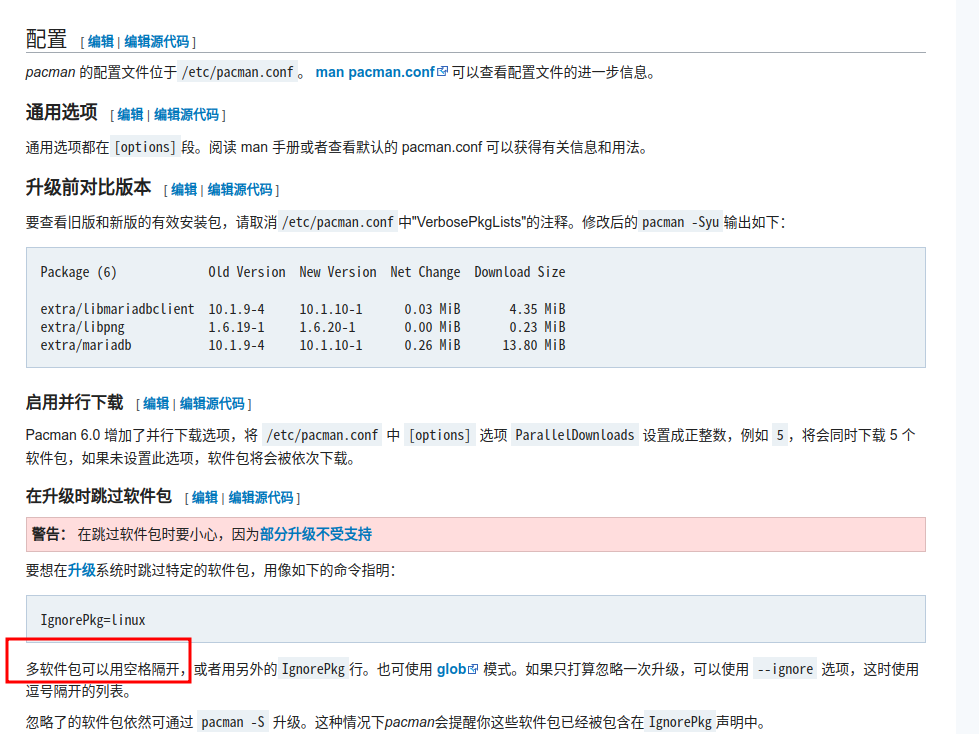 配置 [ 编辑 | 编辑源代码 ]
pacman 的配置文件位于 /etc/pacman.conf 。 man pacman.conf 可以查看配置文件的进一步信息。
通用选项 [ 编辑 | 编辑源代码 ]
通用选项都在 [options] 段。阅读 man 手册或者查看默认的 pacman.conf 可以获得有关信息和用法。
升级前对比版本 [ 编辑 | 编辑源代码 ]
要查看旧版和新版的有效安装包，请取消 /etc/pacman.conf 中"VerbosePkgLists"的注释。修改后的 pacman -Syu 输出如下：
Package (6) Old Version New Version Net Change Download Size
extra/libmariadbclient 10.1.9-4 10.1.10-1 0.03 MiB 4.35 MiB
extra/libpng 1.6.19-1 1.6.20-1 0.00 MiB 0.23 MiB
extra/mariadb 10.1.9-4 10.1.10-1 0.26 MiB 13.80 MiB
启用并行下载 [ 编辑 | 编辑源代码 ]
Pacman 6.0 增加了并行下载选项，将 /etc/pacman.conf 中 [options] 选项 ParallelDownloads 设置成正整数，例如 5 ，将会同时下载 5 个
软件包，如果未设置此选项，软件包将会被依次下载。
在升级时跳过软件包 [ 编辑 | 编辑源代码 ]
警告： 在跳过软件包时要小心，因为部分升级不受支持
要想在升级系统时跳过特定的软件包，用像如下的命令指明：
IgnorePkg=linux
多软件包可以用空格隔开，或者用另外的 IgnorePkg 行。也可使用 glob 模式。如果只打算忽略一次升级，可以使用 --ignore 选项，这时使用
逗号隔开的列表。
忽略了的软件包依然可通过 pacman -S 升级。这种情况下pacman会提醒你这些软件包已经被包含在 IgnorePkg 声明中。